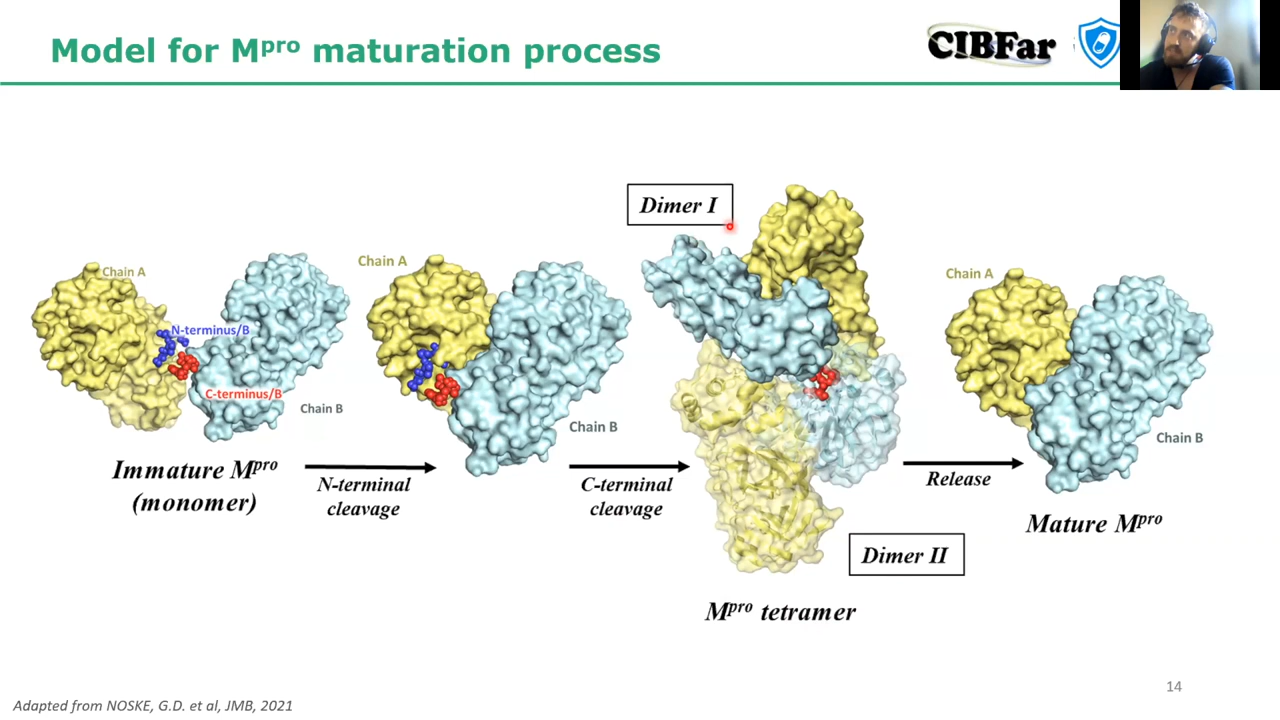 Model for Mᵖʳᵒ maturation process
CIBFar
Dimer I
Chain A
N-terminus/B
C-terminus/B
Chain B
Immature Mᵖʳᵒ
(monomer)
N-terminal
cleavage
Chain A
Chain B
C-terminal
cleavage
Dimer II
Mᵖʳᵒ tetramer
Release
Chain A
Chain B
Mature Mᵖʳᵒ
14
Adapted from NOSKE, G.D. et al, JMB, 2021